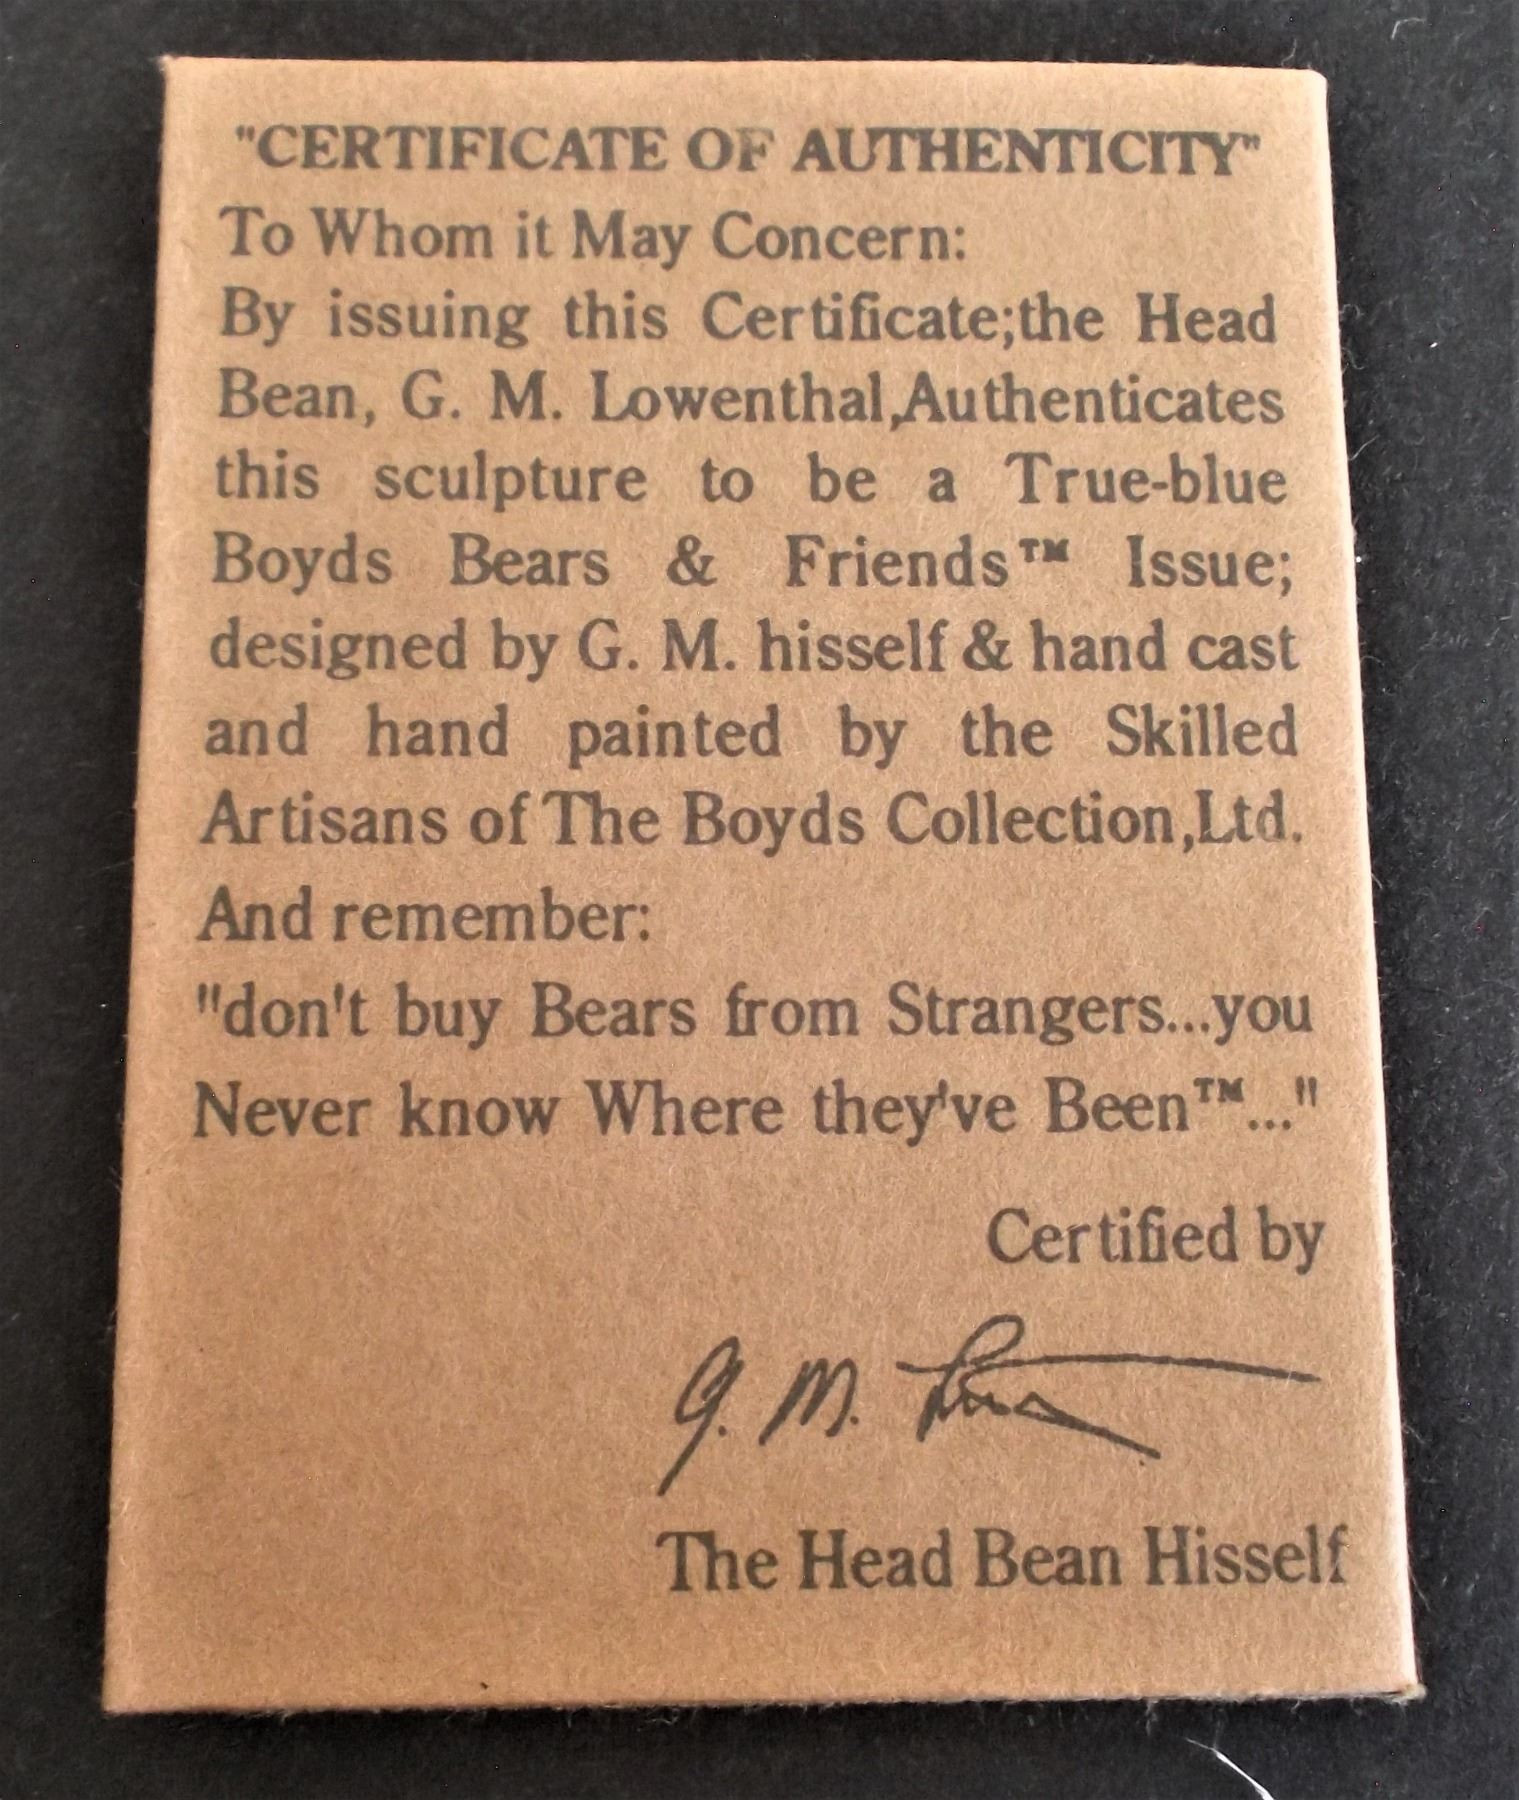 "CERTIFICATE OF AUTHENTICITY"
To Whom it May Concern:
By issuing this Certificate;the Head
Bean, G. M. Lowenthal,Authenticates
this sculpture to be a True-blue
Boyds Bears & Friends™ Issue;
designed by G. M. hisself & hand cast
and hand painted by the Skilled
Artisans of The Boyds Collection,Ltd.
And remember:
"don't buy Bears from Strangers...you
Never know Where they've Been™..."
Certified by
G. M.
The Head Bean Hisself